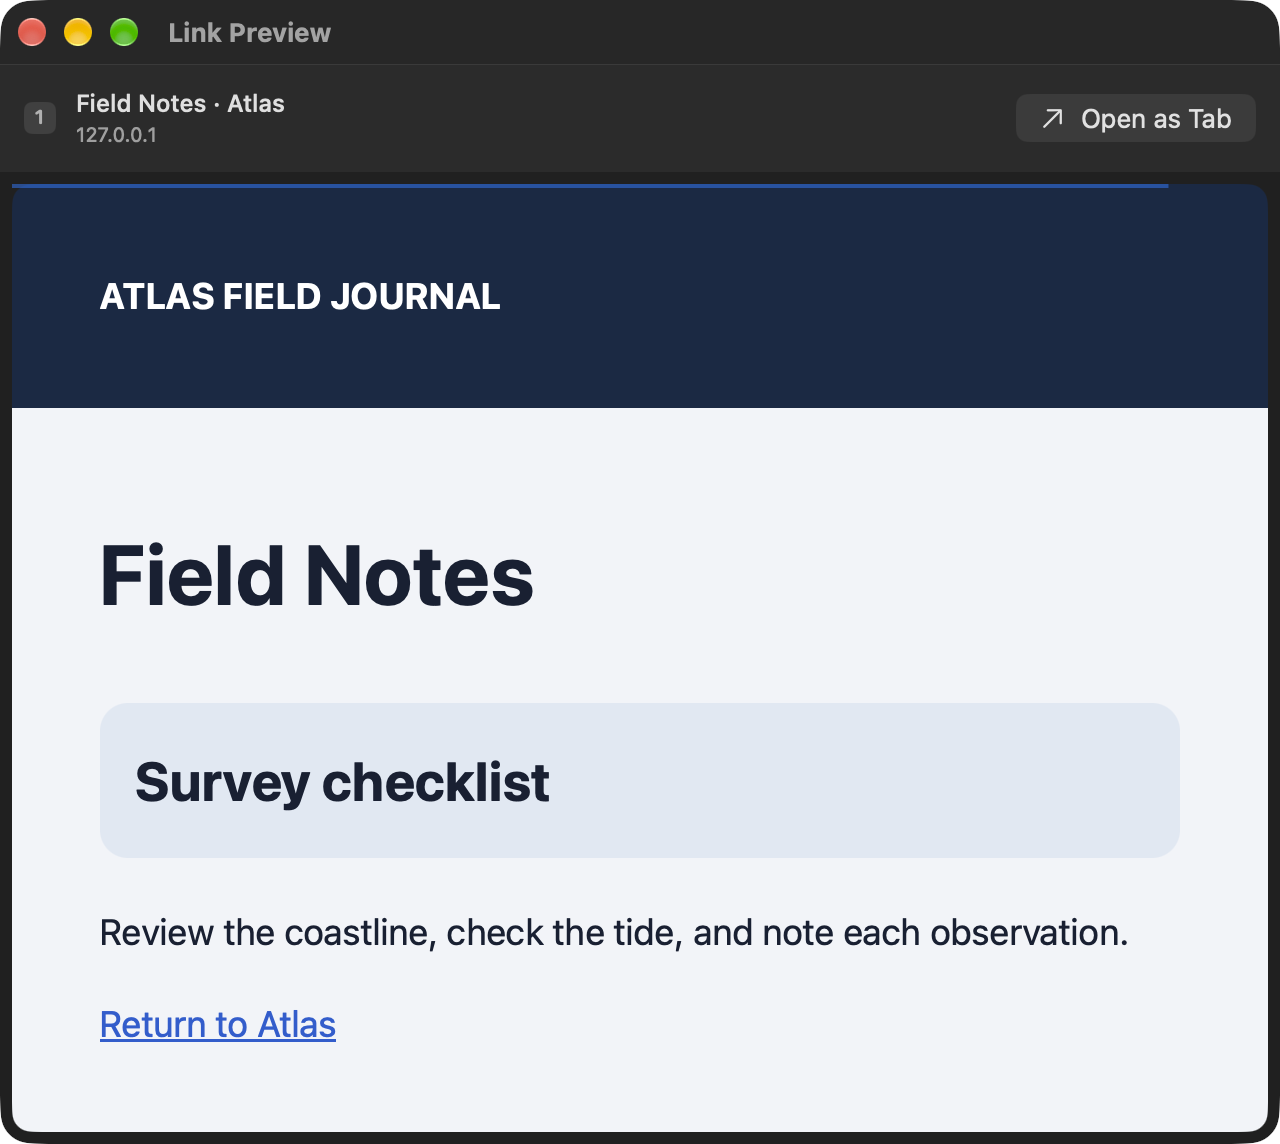 Link Preview
1
Field Notes · Atlas
127.0.0.1
Open as Tab
ATLAS FIELD JOURNAL
Field Notes
Survey checklist
Review the coastline, check the tide, and note each observation.
Return to Atlas